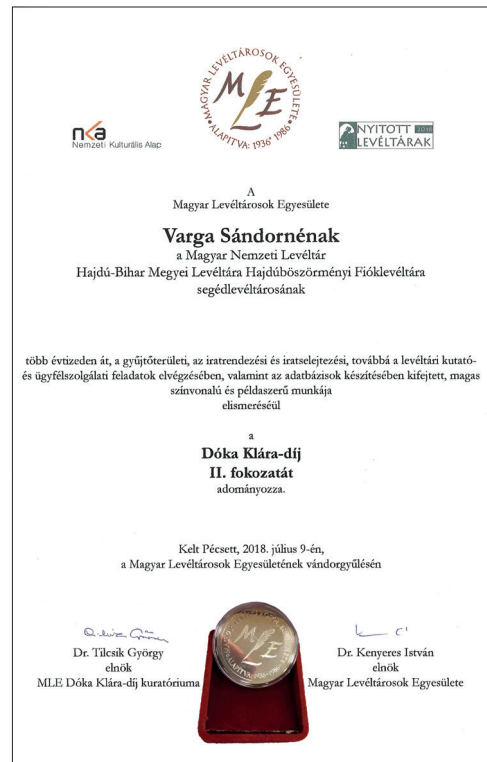 MAGYAR LEVÉLTÁROSOK EGYESÜLETE
MLE
ALAPÍTVA: 1936* 1986
nka
Nemzeti Kulturális Alap
NYITOTT 2018
LEVÉLTÁRAK
A
Magyar Levéltárosok Egyesülete
Varga Sándornénak
a Magyar Nemzeti Levéltár
Hajdú-Bihar Megyei Levéltára Hajdúböszörményi Fióklevéltára
segédlevéltárosának
több évtizeden át, a gyűjtőterületi, az iratrendezési és iratselejtezési, továbbá a levéltári kutató-
és ügyfélszolgálati feladatok elvégzésében, valamint az adatbázisok készítésében kifejtett, magas
színvonalú és példaszerű munkája
elismeréséül
a
Dóka Klára-díj
II. fokozatát
adományozza.
Kelt Pécsett, 2018. július 9-én,
a Magyar Levéltárosok Egyesületének vándorgyűlésén
Dr. Tilcsik György
elnök
MLE Dóka Klára-díj kuratóriuma
Dr. Kenyeres István
elnök
Magyar Levéltárosok Egyesülete
MLE